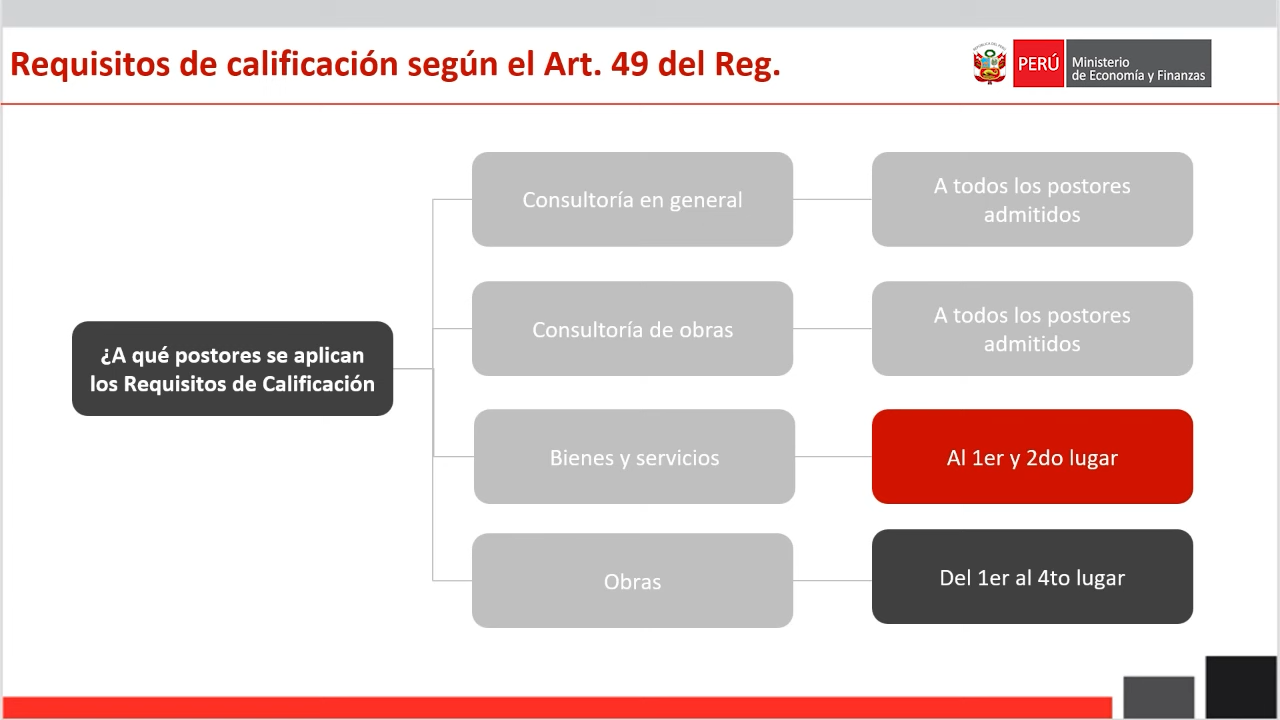 Requisitos de calificación según el Art. 49 del Reg.
PERÚ
Ministerio
de Economía y Finanzas
¿A qué postores se aplican
los Requisitos de Calificación
Consultoría en general
A todos los postores
admitidos
Consultoría de obras
A todos los postores
admitidos
Bienes y servicios
Al 1er y 2do lugar
Obras
Del 1er al 4to lugar